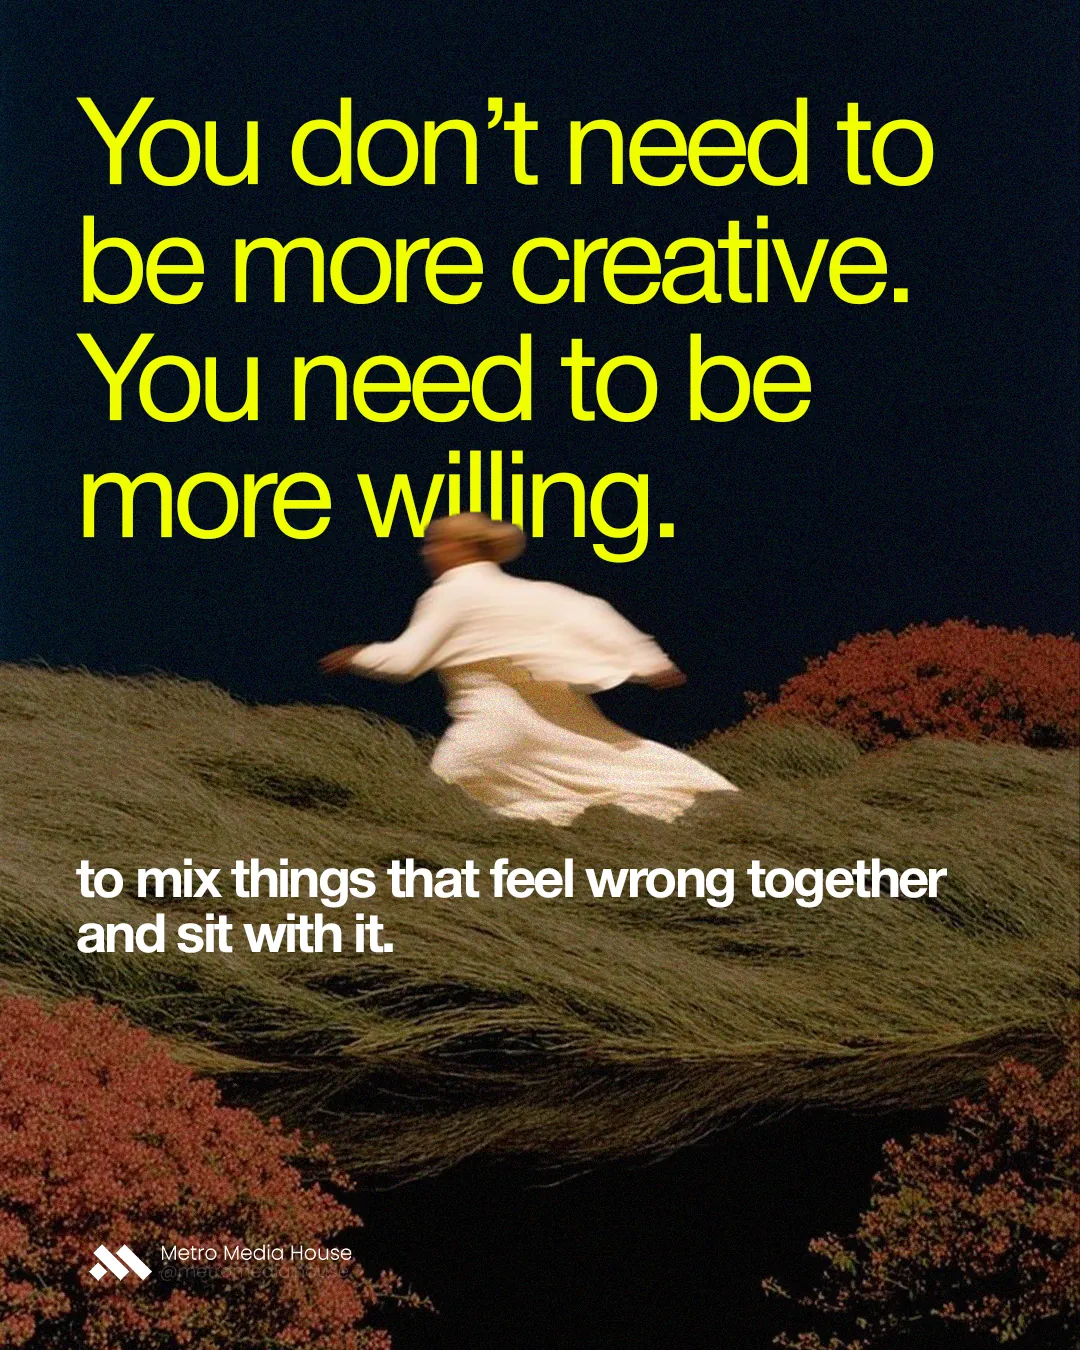 You don’t need to
be more creative.
You need to be
more willing.
to mix things that feel wrong together
and sit with it.
Metro Media House
@metromediahouse